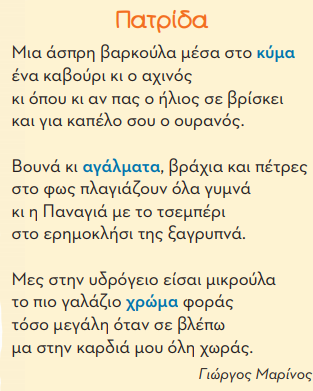 Πατρίδα
Μια άσπρη βαρκούλα μέσα στο κύμα
ένα καβούρι κι ο αχινός
κι όπου κι αν πας ο ήλιος σε βρίσκει
και για καπέλο σου ο ουρανός.
Βουνά κι αγάλματα, βράχια και πέτρες
στο φως πλαγιάζουν όλα γυμνά
κι η Παναγιά με το τσεμπέρι
στο ερημοκλήσι της ξαγρυπνά.
Μες στην υδρόγειο είσαι μικρούλα
το πιο γαλάζιο χρώμα φοράς
τόσο μεγάλη όταν σε βλέπω
μα στην καρδιά μου όλη χωράς.
Γιώργος Μαρίνος